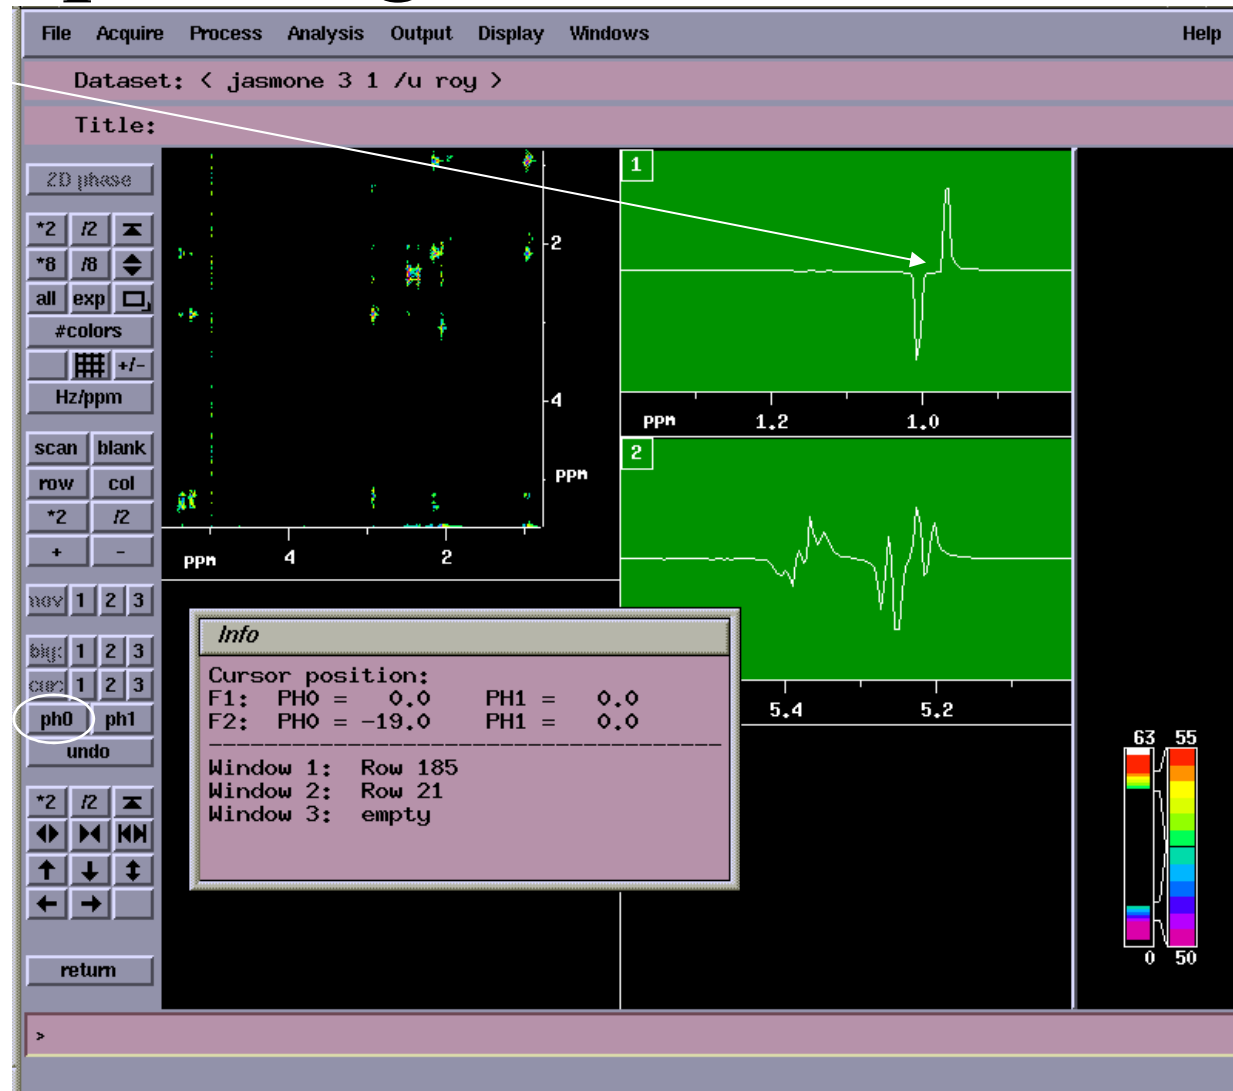 File Acquire Process Analysis Output Display Windows Help
Dataset: < jasmone 3 1 /u roy >
Title:
2D phase
*2 /2
*8 /8
all exp
#colors
+/-
Hz/ppm
scan blank
row col
*2 /2
+ -
mov 1 2 3
big: 1 2 3
cur: 1 2 3
ph0 ph1
undo
*2 /2
return
-2
-4
PPM
PPM 4 2
1
PPM 1.2 1.0
2
5.4 5.2
Info
Cursor position:
F1: PH0 = 0.0 PH1 = 0.0
F2: PH0 = -19.0 PH1 = 0.0
Window 1: Row 185
Window 2: Row 21
Window 3: empty
63 55
0 50
>